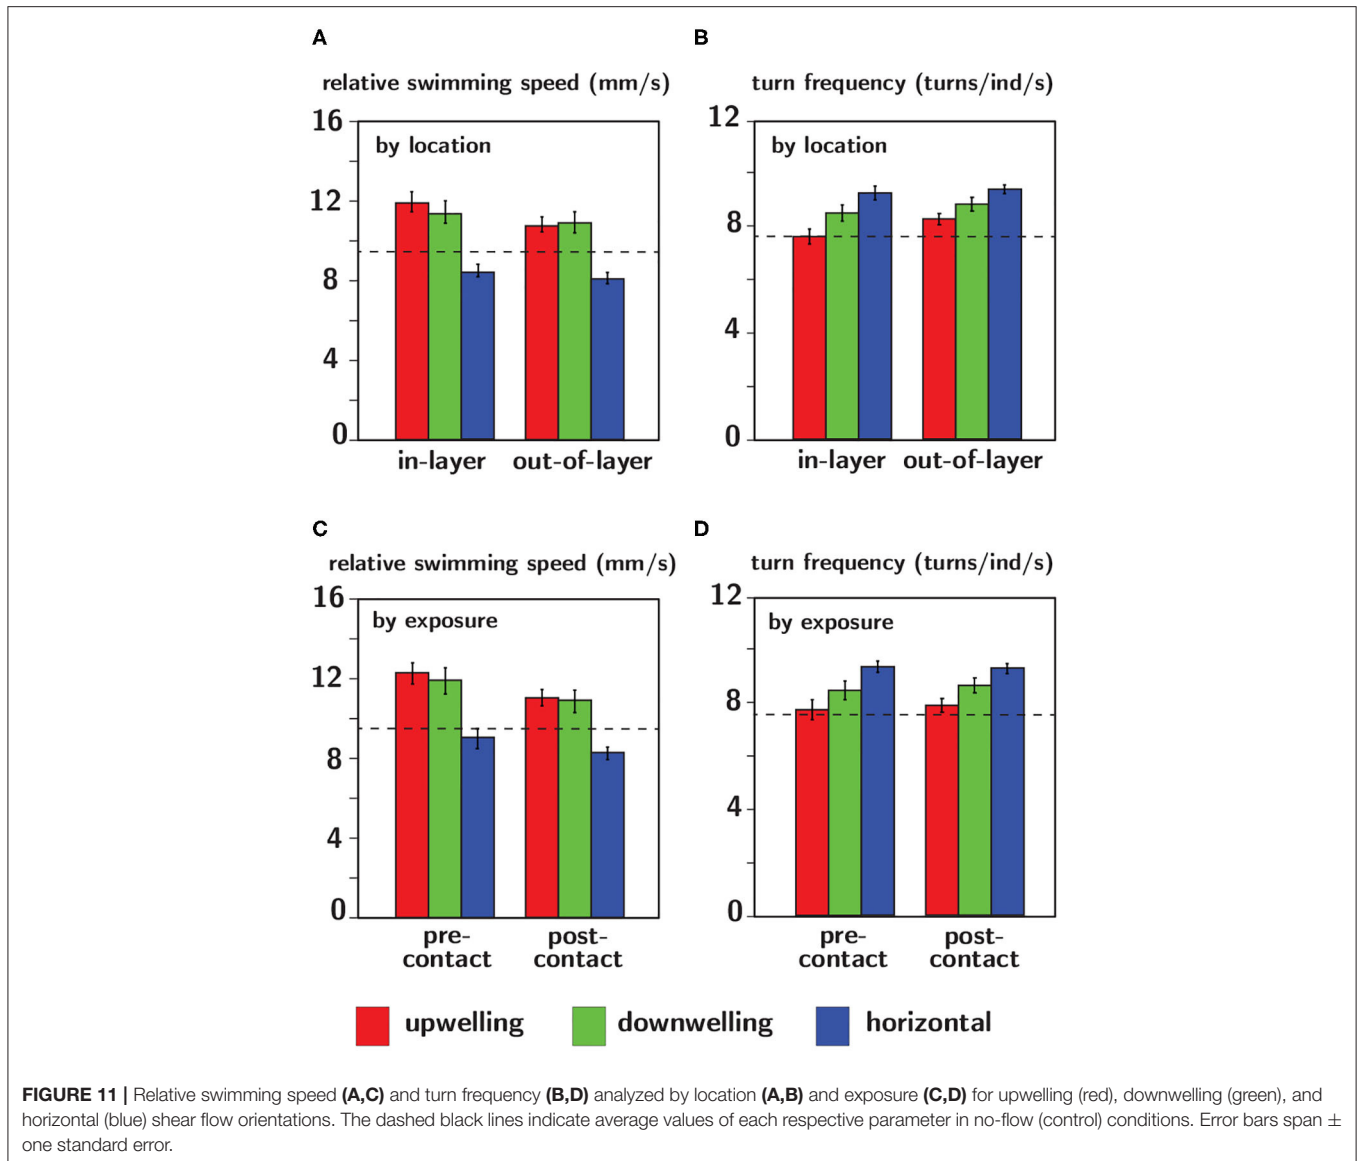 A
relative swimming speed (mm/s)
16
12
8
4
0
by location
in-layer out-of-layer
B
turn frequency (turns/ind/s)
12
8
4
0
by location
in-layer out-of-layer
C
relative swimming speed (mm/s)
16
12
8
4
0
by exposure
pre- post-
contact contact
D
turn frequency (turns/ind/s)
12
8
4
0
by exposure
pre- post-
contact contact
upwelling downwelling horizontal
FIGURE 11 | Relative swimming speed (A,C) and turn frequency (B,D) analyzed by location (A,B) and exposure (C,D) for upwelling (red), downwelling (green), and
horizontal (blue) shear flow orientations. The dashed black lines indicate average values of each respective parameter in no-flow (control) conditions. Error bars span ±
one standard error.